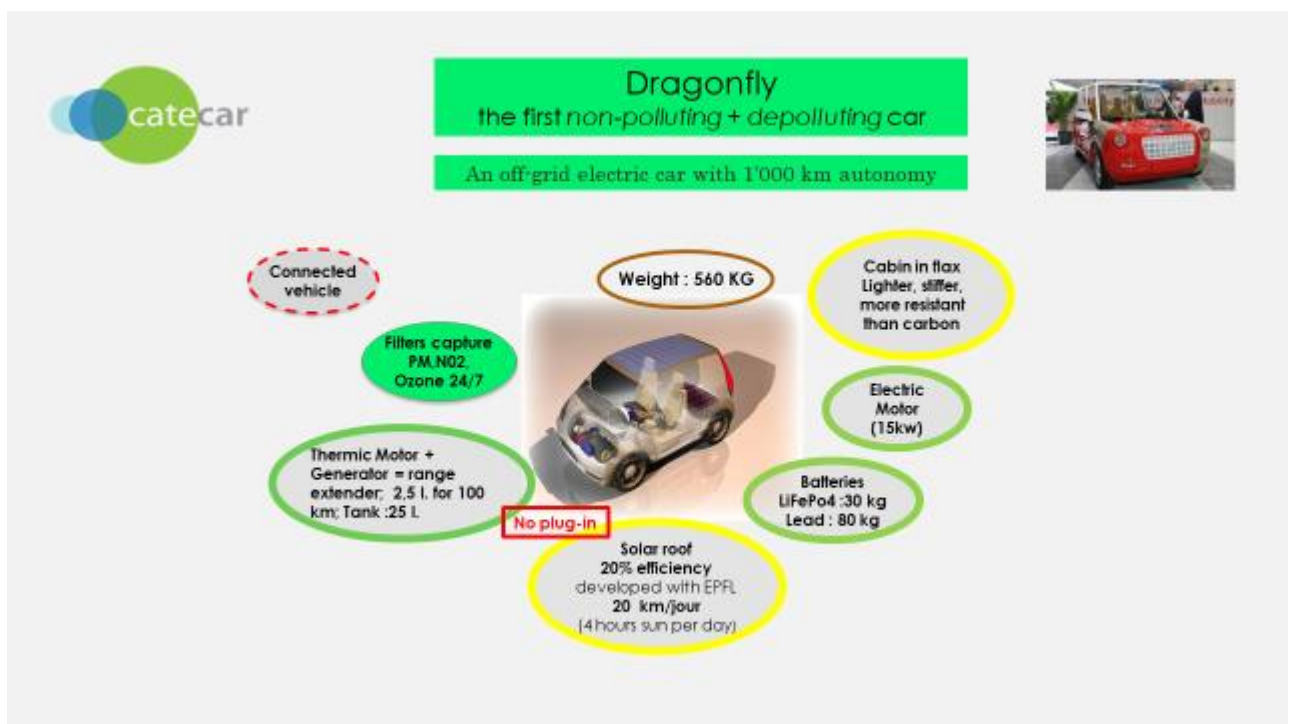 catecar
Dragonfly
the first non-polluting + depolluting car
An off-grid electric car with 1'000 km autonomy
Connected
vehicle
Weight : 560 KG
Cabin in flax
Lighter, stiffer,
more resistant
than carbon
Filters capture
PM,N02,
Ozone 24/7
Electric
Motor
(15kw)
Thermic Motor +
Generator = range
extender; 2,5 l. for 100
km; Tank :25 l.
Batteries
LiFePo4 :30 kg
Lead : 80 kg
No plug-in
Solar roof
20% efficiency
developed with EPFL
20 km/jour
(4 hours sun per day)